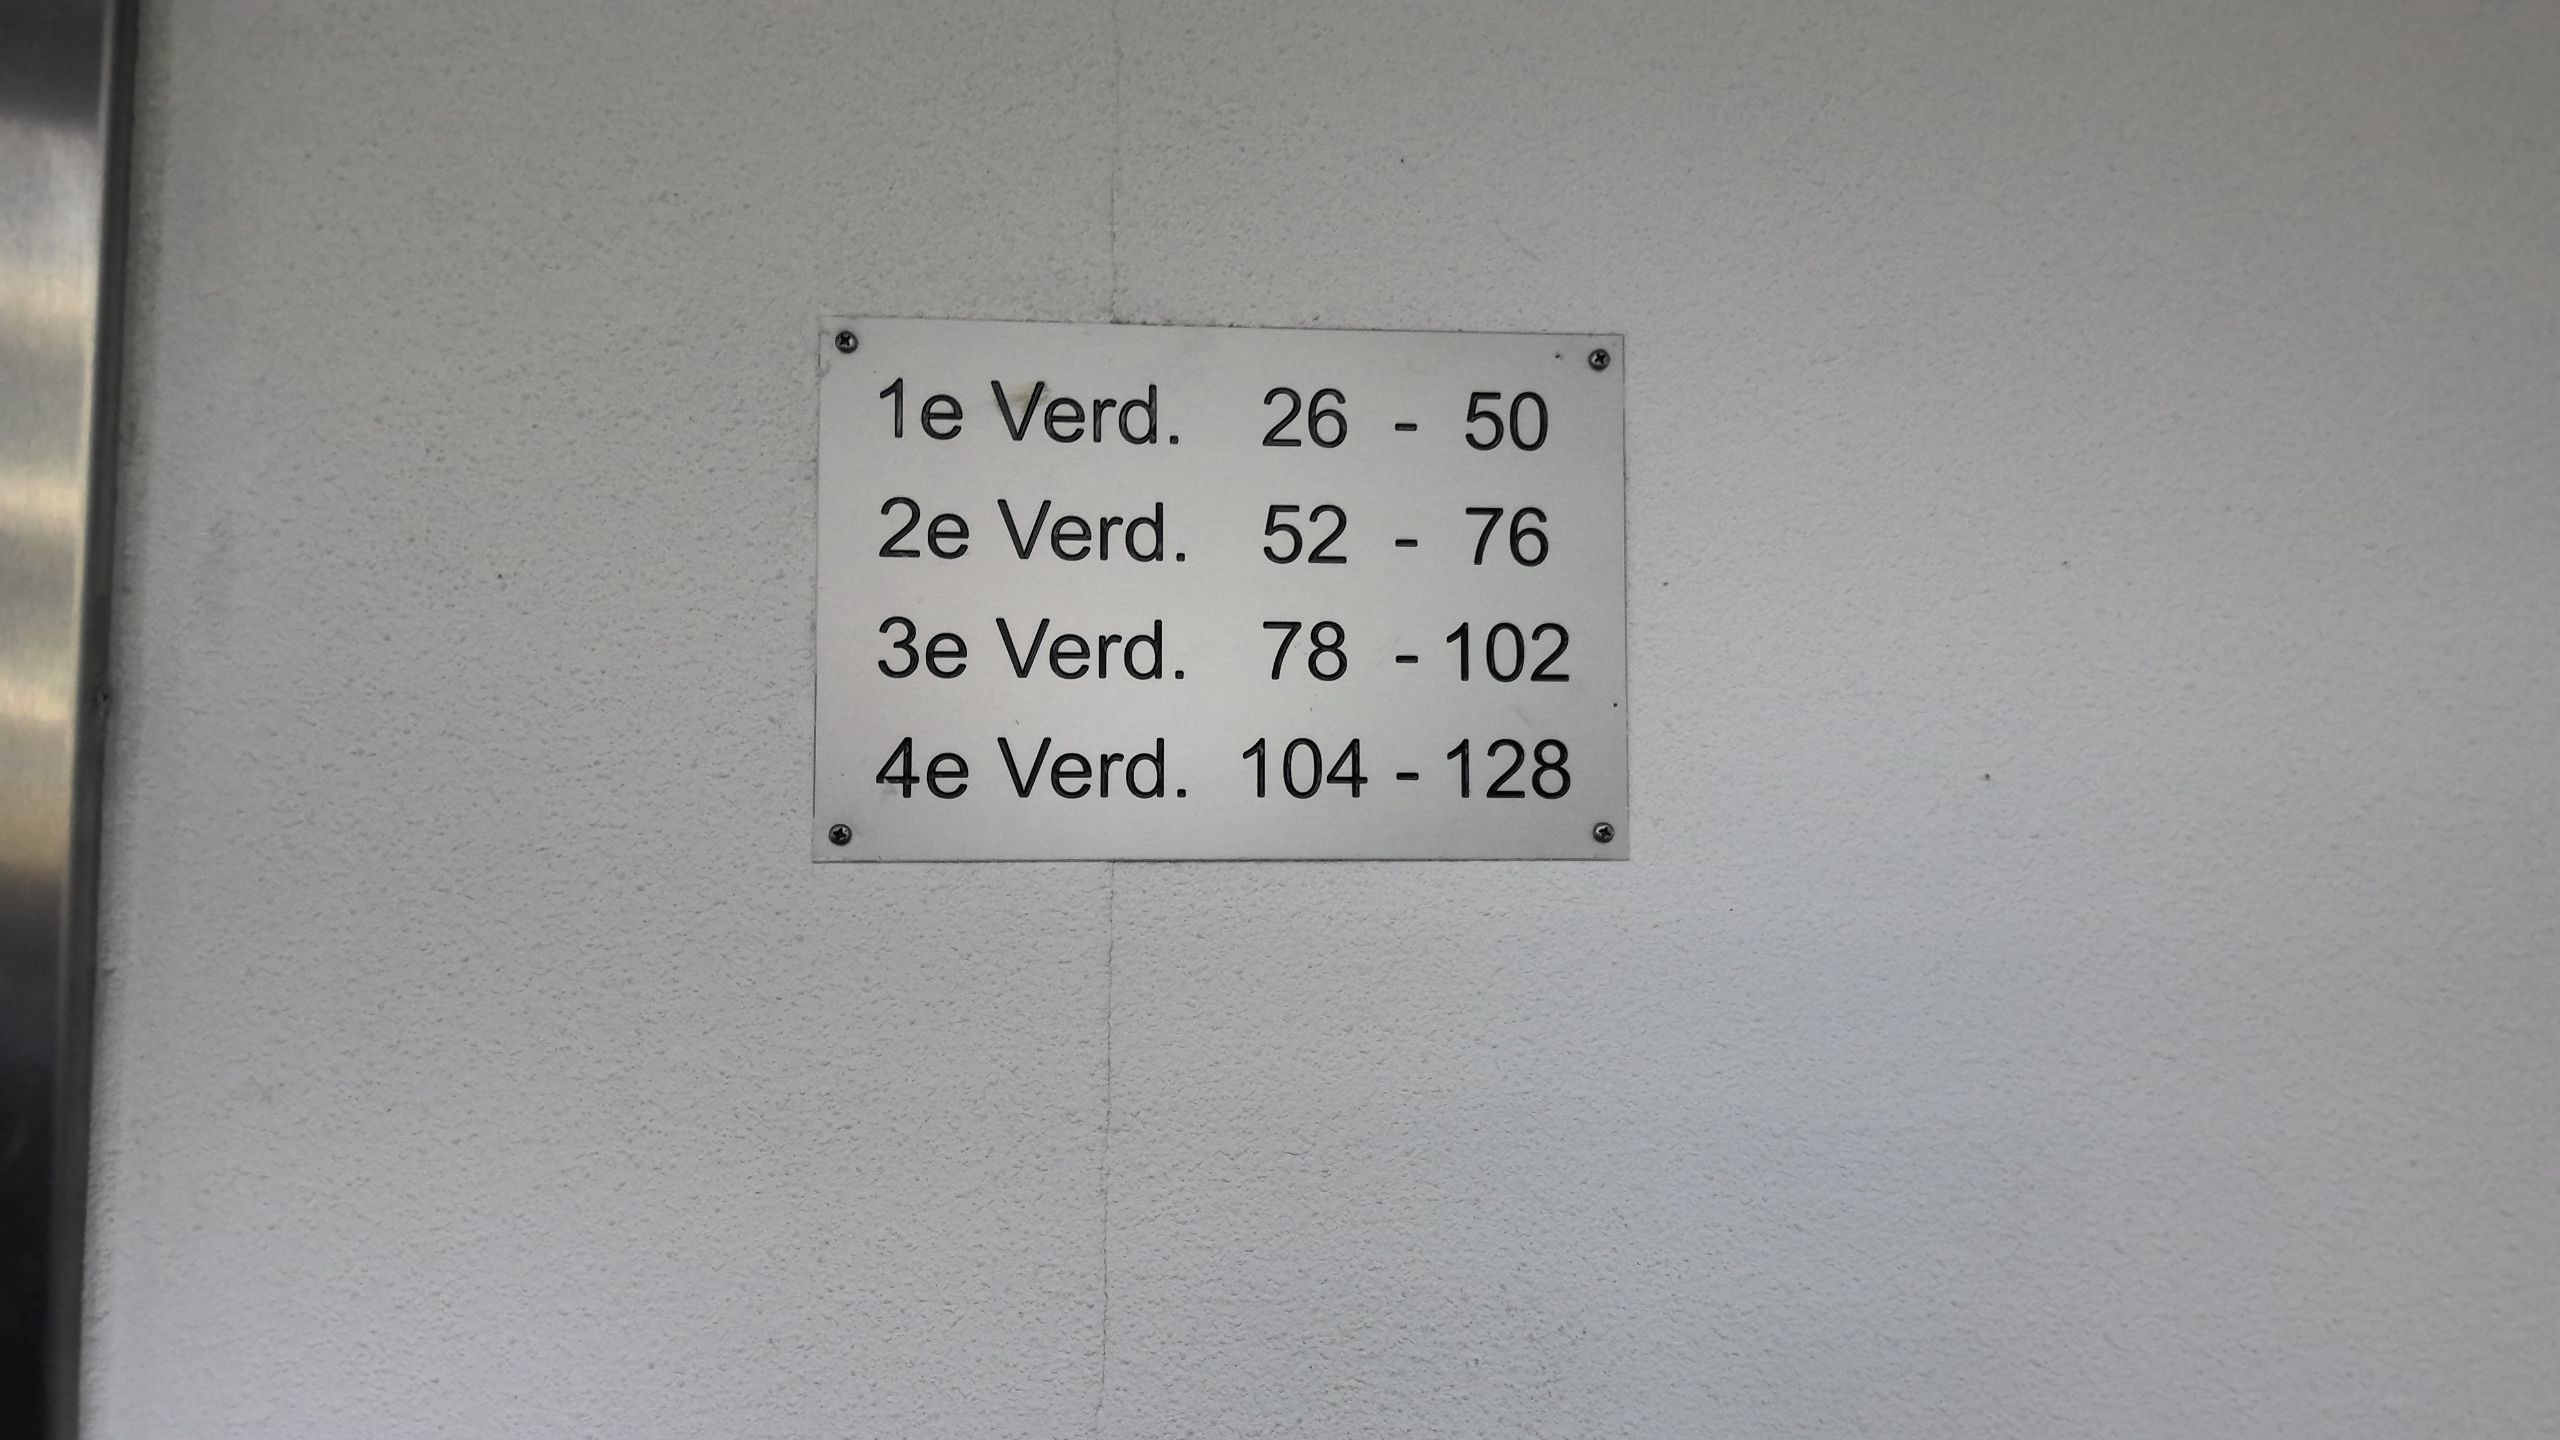 1e Verd. 26 - 50
2e Verd. 52 - 76
3e Verd. 78 - 102
4e Verd. 104 - 128